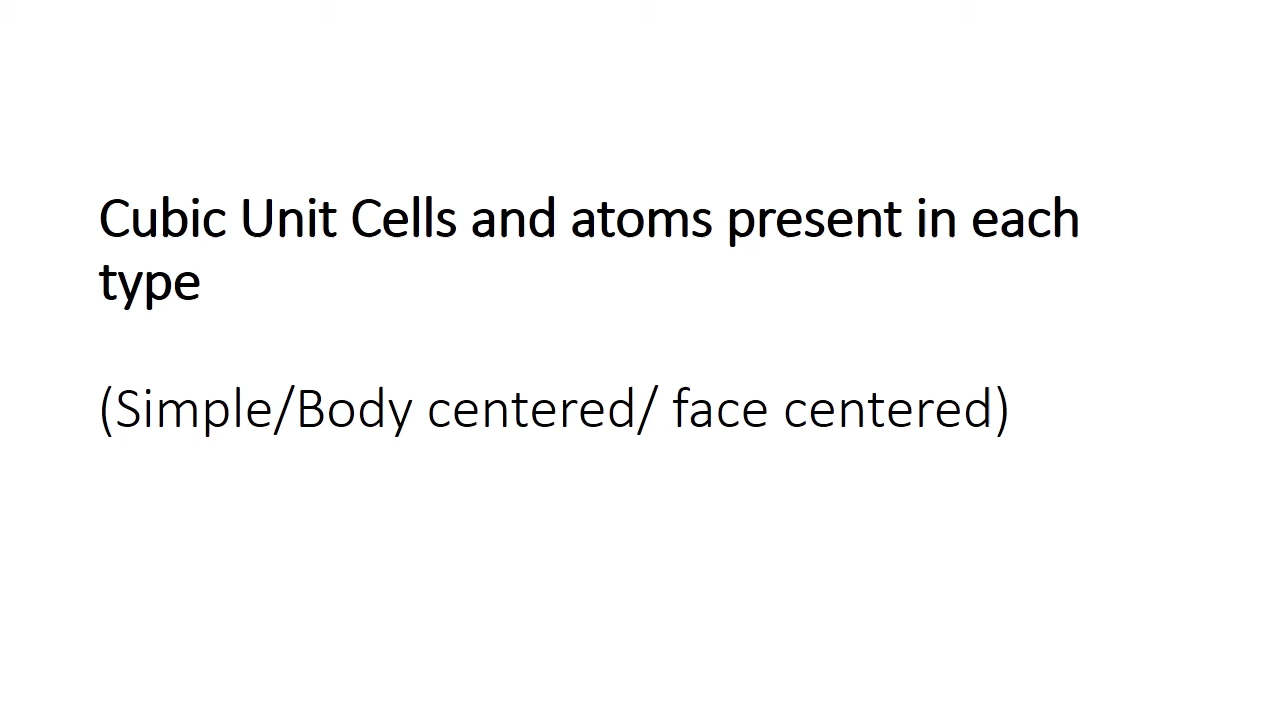 Cubic Unit Cells and atoms present in each
type
(Simple/Body centered/ face centered)